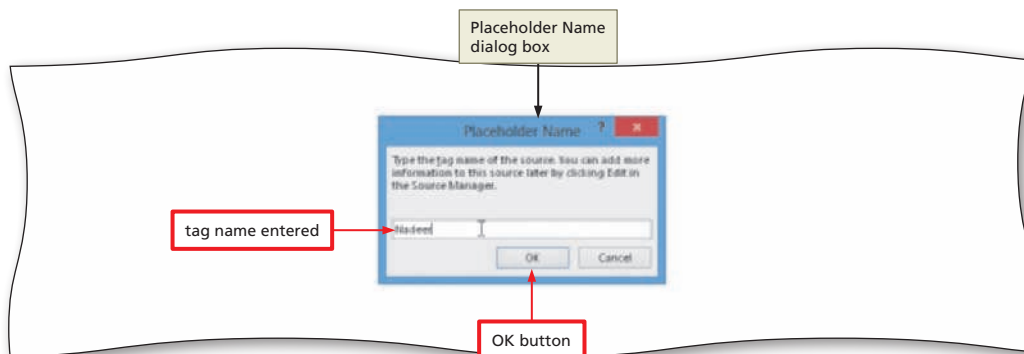 Placeholder Name
dialog box
Placeholder Name ?
Type the tag name of the source. You can add more
information to this source later by clicking Edit in
the Source Manager.
tag name entered
Nadeer
OK Cancel
OK button